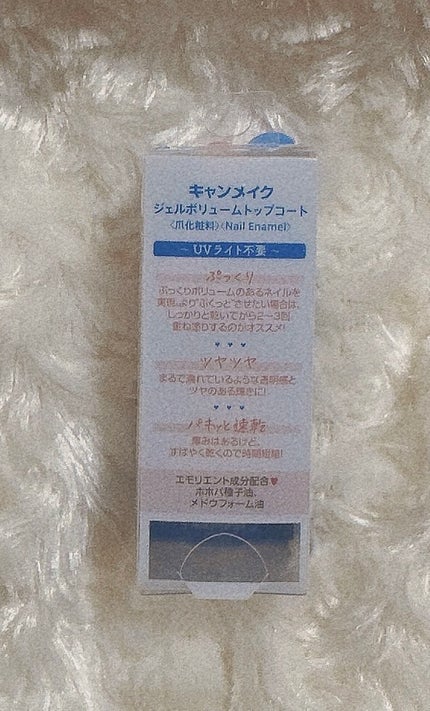 キャンメイク
ジェルボリュームトップコート
〈爪化粧料〉〈Nail Enamel〉
~ UVライト不要 ~
ぷっくり
ぷっくりボリュームのあるネイルを
実現。より“ぷくっと”させたい場合は、
しっかりと乾いてから2~3回
重ね塗りするのがオススメ!
ツヤツヤ
まるで濡れているような透明感と
ツヤのある輝きに!
パキッと速乾
厚みはあるけど、
すばやく乾くので時間短縮!
エモリエント成分配合♥
ホホバ種子油、
メドウフォーム油